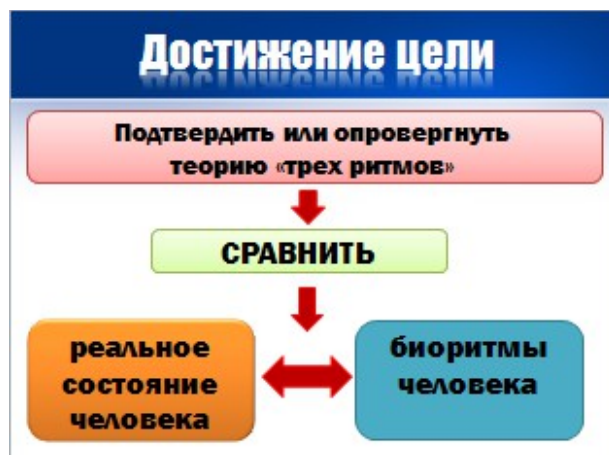 Достижение цели
Подтвердить или опровергнуть
теорию «трех ритмов»
СРАВНИТЬ
реальное
состояние
человека
биоритмы
человека